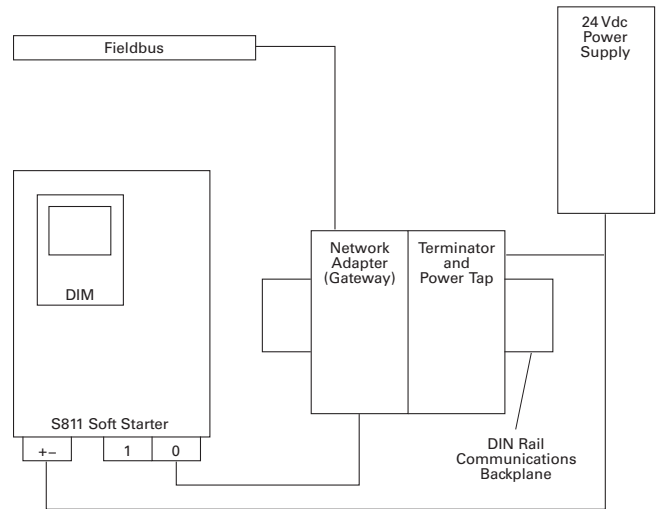 24 Vdc
Power
Supply
Fieldbus
Network
Adapter
(Gateway)
Terminator
and
Power Tap
DIM
S811 Soft Starter
+–
1
0
DIN Rail
Communications
Backplane